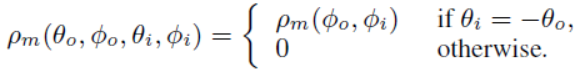 ρₘ(θₒ, ϕₒ, θᵢ, ϕᵢ) = { ρₘ(ϕₒ, ϕᵢ) if θᵢ = −θₒ,
0 otherwise.